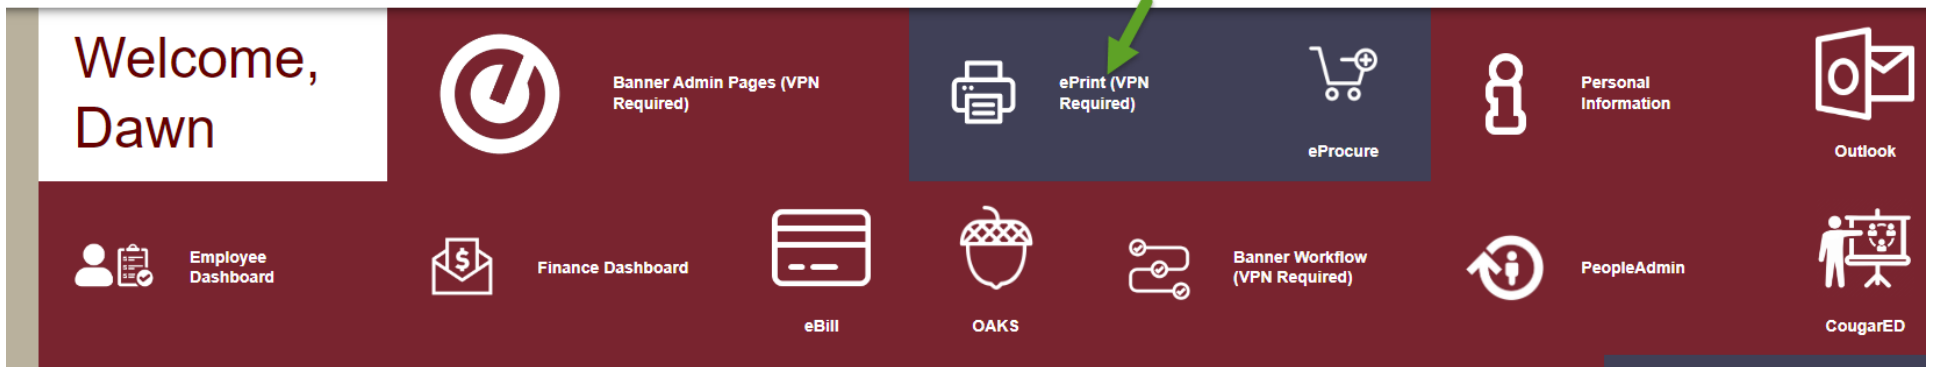 Welcome,
Dawn
Banner Admin Pages (VPN
Required)
ePrint (VPN
Required)
eProcure
Personal
Information
Outlook
Employee
Dashboard
Finance Dashboard
eBill
OAKS
Banner Workflow
(VPN Required)
PeopleAdmin
CougarED